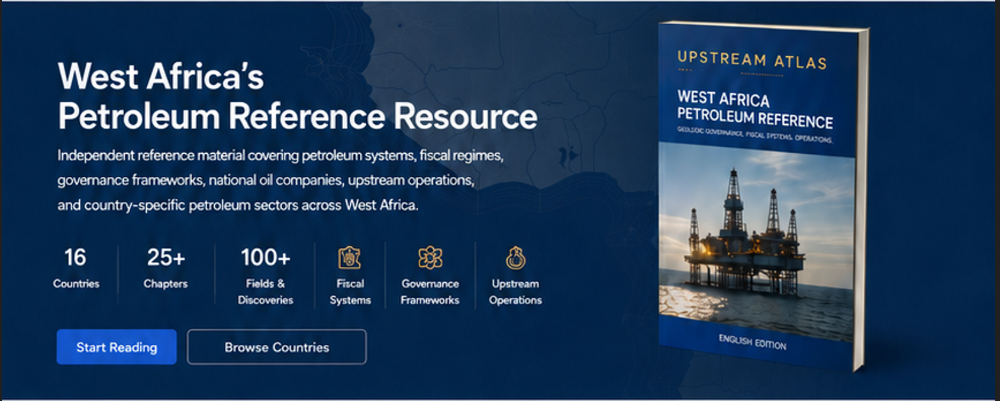 West Africa’s
Petroleum Reference Resource
Independent reference material covering petroleum systems, fiscal regimes,
governance frameworks, national oil companies, upstream operations,
and country-specific petroleum sectors across West Africa.
16
Countries
25+
Chapters
100+
Fields &
Discoveries
Fiscal
Systems
Governance
Frameworks
Upstream
Operations
Start Reading
Browse Countries
UPSTREAM ATLAS
WEST AFRICA
PETROLEUM REFERENCE
GOVERNANCE, FISCAL SYSTEMS, OPERATIONS.
ENGLISH EDITION